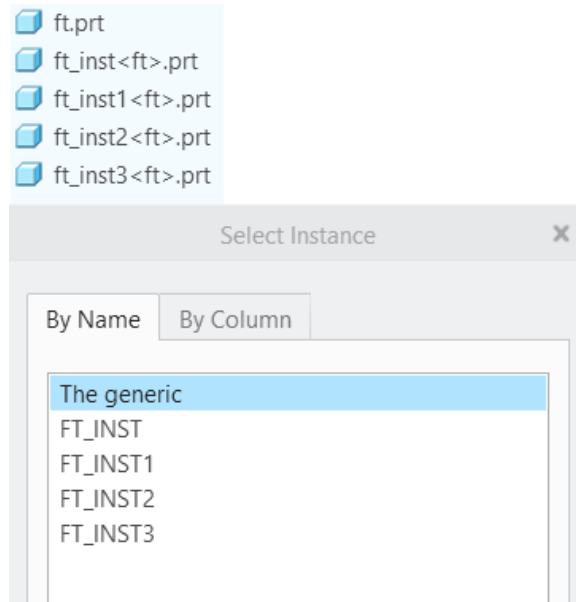 ft.prt
ft_inst<ft>.prt
ft_inst1<ft>.prt
ft_inst2<ft>.prt
ft_inst3<ft>.prt
Select Instance
By Name By Column
The generic
FT_INST
FT_INST1
FT_INST2
FT_INST3